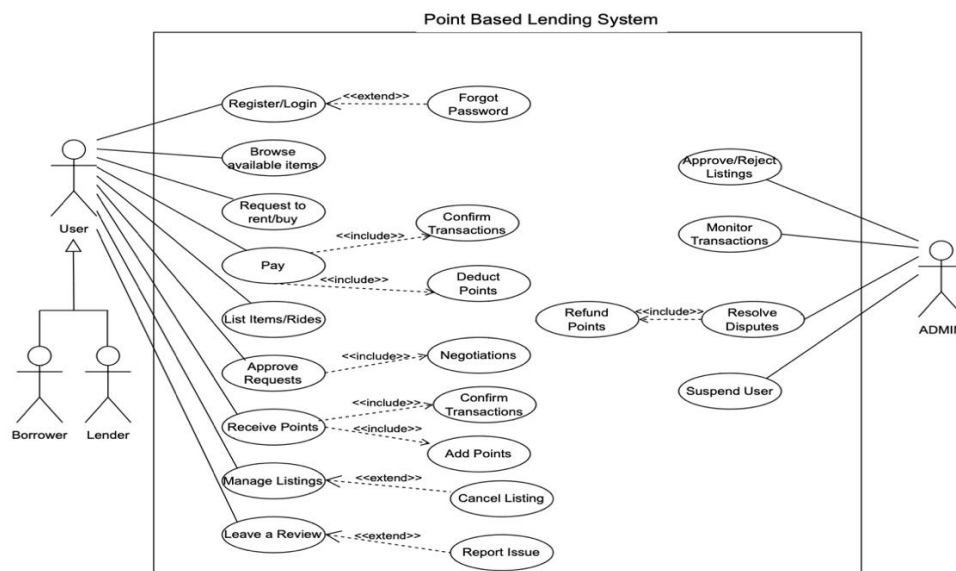 Point Based Lending System
Register/Login
<<extend>>
Forgot
Password
Browse
available items
Approve/Reject
Listings
Request to
rent/buy
<<include>>
Confirm
Transactions
Monitor
Transactions
User
Pay
<<include>>
Deduct
Points
List Items/Rides
Refund
Points
<<include>>
Resolve
Disputes
ADMIN
Approve
Requests
<<include>>
Negotiations
Suspend User
Borrower
Lender
Receive Points
<<include>>
Confirm
Transactions
<<include>>
Add Points
Manage Listings
<<extend>>
Cancel Listing
Leave a Review
<<extend>>
Report Issue